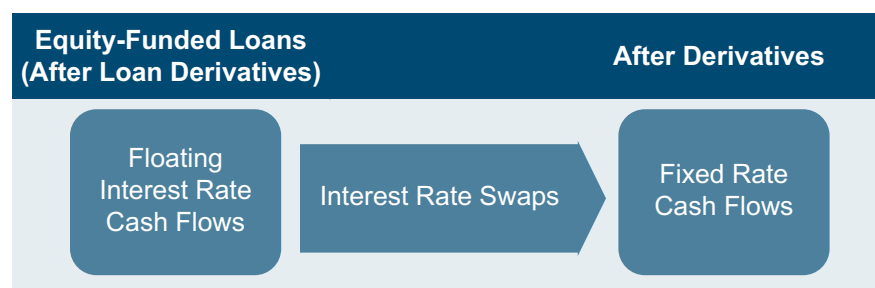 Equity-Funded Loans
(After Loan Derivatives)
After Derivatives
Floating
Interest Rate
Cash Flows
Interest Rate Swaps
Fixed Rate
Cash Flows